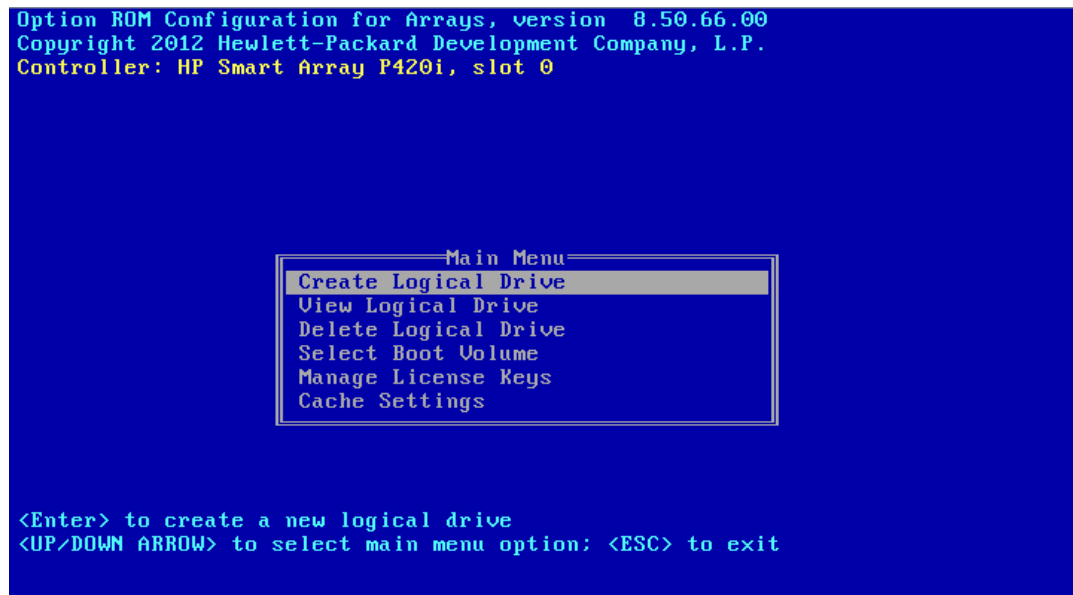 Option ROM Configuration for Arrays, version  8.50.66.00
Copyright 2012 Hewlett-Packard Development Company, L.P.
Controller: HP Smart Array P420i, slot 0
Main Menu
Create Logical Drive
View Logical Drive
Delete Logical Drive
Select Boot Volume
Manage License Keys
Cache Settings
<Enter> to create a new logical drive
<UP/DOWN ARROW> to select main menu option; <ESC> to exit